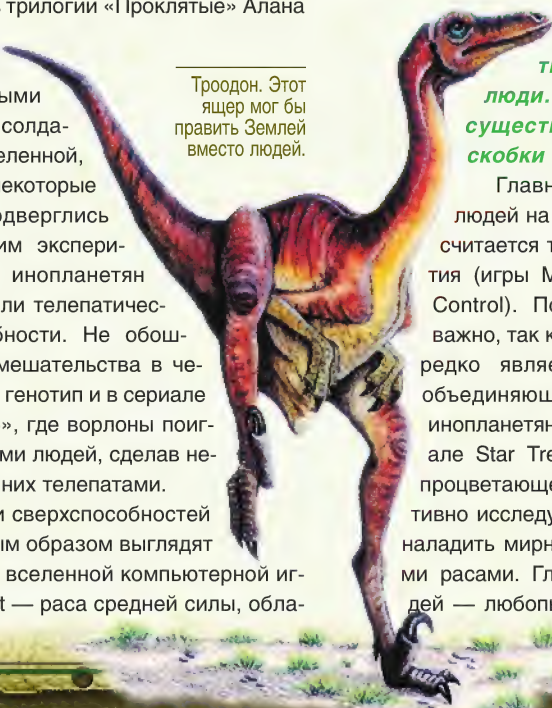 трилогии «Проклятые» Алана
Троодон. Этот
ящер мог бы
править Землей
вместо людей.
ыми
солда-
еленной,
екоторые
одверглись
им экспери-
инопланетян
ли телепатичес-
бности. Не обош-
мешательства в че-
генотип и в сериале
», где ворлоны поиг-
ми людей, сделав не-
них телепатами.
и сверхспособностей
ым образом выглядят
вселенной компьютерной иг-
t — раса средней силы, обла-
люди.
существ
скобки
Главн
людей на
считается т
тия (игры M
Control). По
важно, так к
редко являе
объединяющ
инопланетян
але Star Tre
процветающе
тивно исследу
наладить мирн
ми расами. Гл
дей — любопы